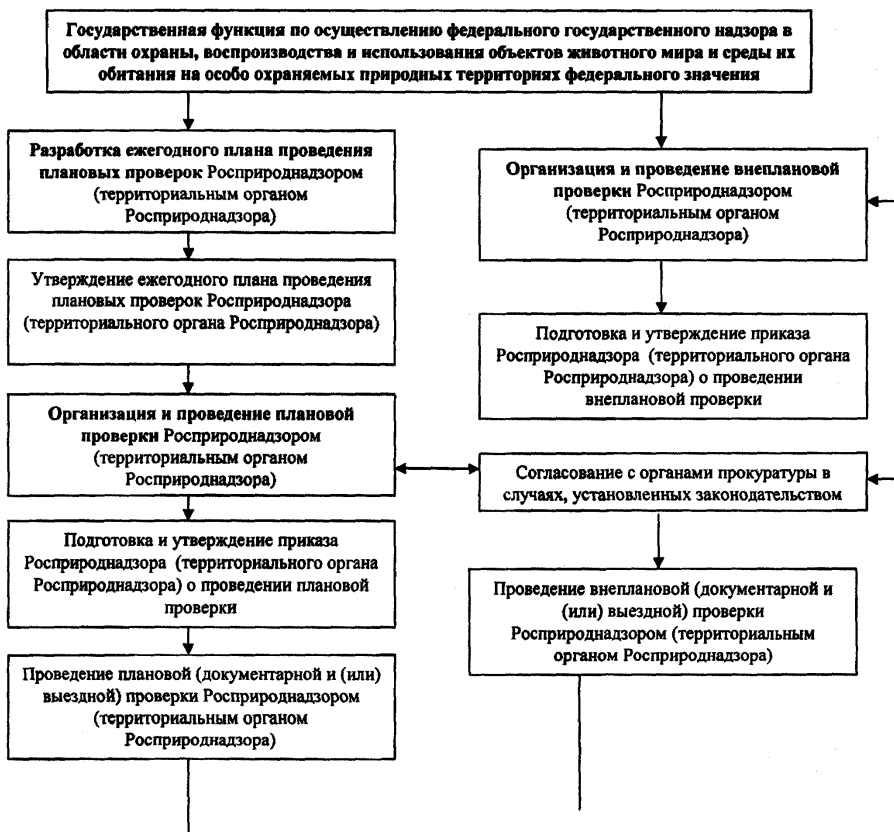 Государственная функция по осуществлению федерального государственного надзора в
области охраны, воспроизводства и использования объектов животного мира и среды их
обитания на особо охраняемых природных территориях федерального значения
Разработка ежегодного плана проведения
плановых проверок Росприроднадзором
(территориальным органом
Росприроднадзора)
Утверждение ежегодного плана проведения
плановых проверок Росприроднадзора
(территориального органа Росприроднадзора)
Организация и проведение плановой
проверки Росприроднадзором
(территориальным органом
Росприроднадзора)
Подготовка и утверждение приказа
Росприроднадзора (территориального органа
Росприроднадзора) о проведении плановой
проверки
Проведение плановой (документарной и (или)
выездной) проверки Росприроднадзором
(территориальным органом
Росприроднадзора)
Организация и проведение внеплановой
проверки Росприроднадзором
(территориальным органом
Росприроднадзора)
Подготовка и утверждение приказа
Росприроднадзора (территориального органа
Росприроднадзора) о проведении
внеплановой проверки
Согласование с органами прокуратуры в
случаях, установленных законодательством
Проведение внеплановой (документарной и
(или) выездной) проверки
Росприроднадзором (территориальным
органом Росприроднадзора)